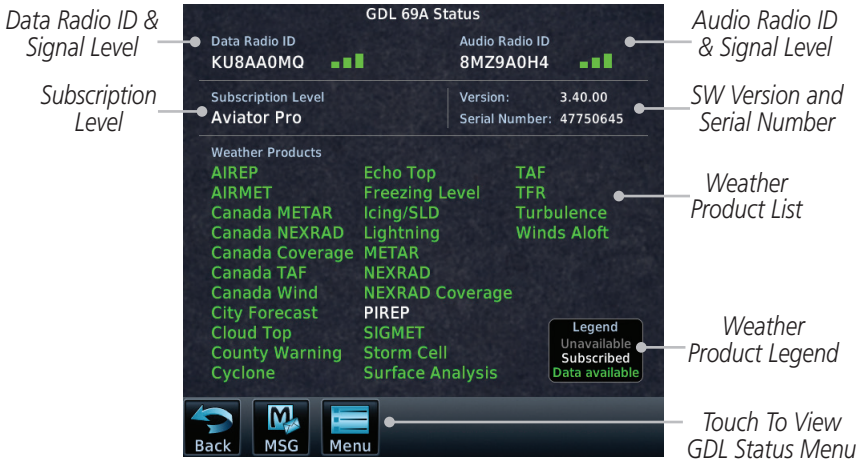 GDL 69A Status
Data Radio ID &
Signal Level
Data Radio ID
KU8AA0MQ
Audio Radio ID
8MZ9A0H4
Audio Radio ID
& Signal Level
Subscription
Level
Subscription Level
Aviator Pro
Version: 3.40.00
Serial Number: 47750645
SW Version and
Serial Number
Weather Products
AIREP
AIRMET
Canada METAR
Canada NEXRAD
Canada Coverage
Canada TAF
Canada Wind
City Forecast
Cloud Top
County Warning
Cyclone
Echo Top
Freezing Level
Icing/SLD
Lightning
METAR
NEXRAD
NEXRAD Coverage
PIREP
SIGMET
Storm Cell
Surface Analysis
TAF
TFR
Turbulence
Winds Aloft
Weather
Product List
Legend
Unavailable
Subscribed
Data available
Weather
Product Legend
Back
MSG
Menu
Touch To View
GDL Status Menu